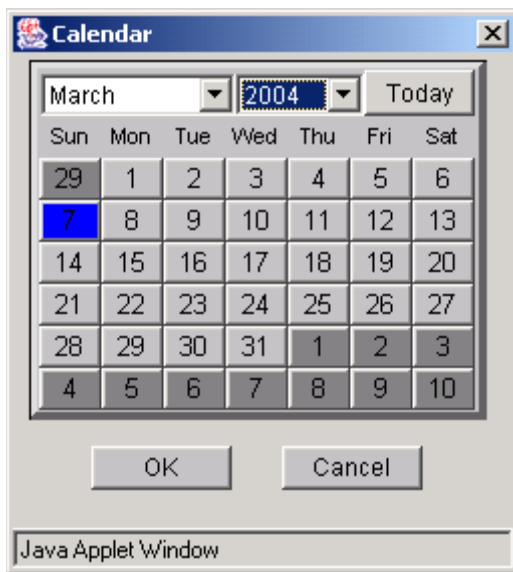 Calendar
March 2004 Today
Sun Mon Tue Wed Thu Fri Sat
29 1 2 3 4 5 6
7 8 9 10 11 12 13
14 15 16 17 18 19 20
21 22 23 24 25 26 27
28 29 30 31 1 2 3
4 5 6 7 8 9 10
OK Cancel
Java Applet Window